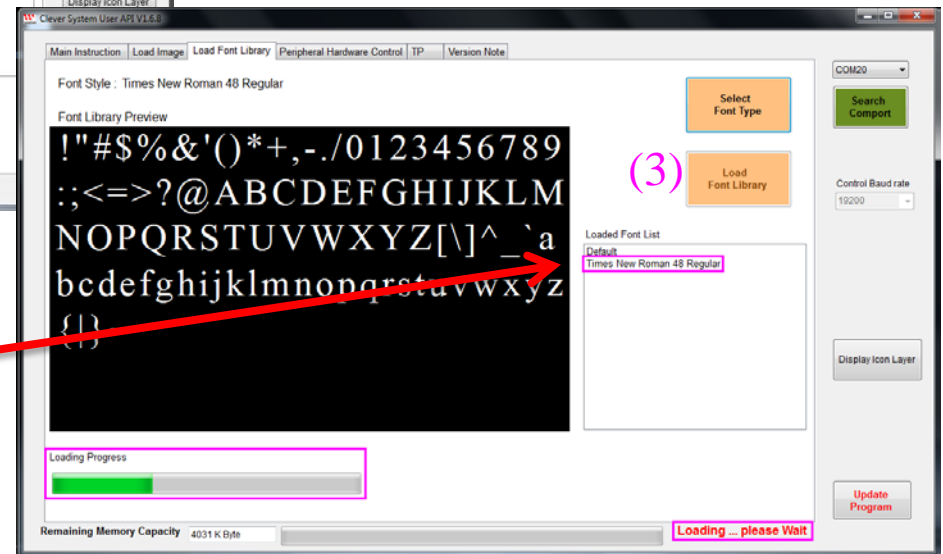 Display Icon Layer
Clever System User API V1.6.8
Main Instruction Load Image Load Font Library Peripheral Hardware Control TP Version Note
Font Style : Times New Roman 48 Regular
Font Library Preview
!"#$%&'()*+,-./0123456789
:;<=>?@ABCDEFGHIJKLM
NOPQRSTUVWXYZ[\]^_`a
bcdefghijklmnopqrstuvwxyz
{|}
Select
Font Type
(3)
Load
Font Library
Loaded Font List
Default
Times New Roman 48 Regular
COM20
Search
Comport
Control Baud rate
19200
Display Icon Layer
Loading Progress
Update
Program
Remaining Memory Capacity 4031 K Byte
Loading ... please Wait